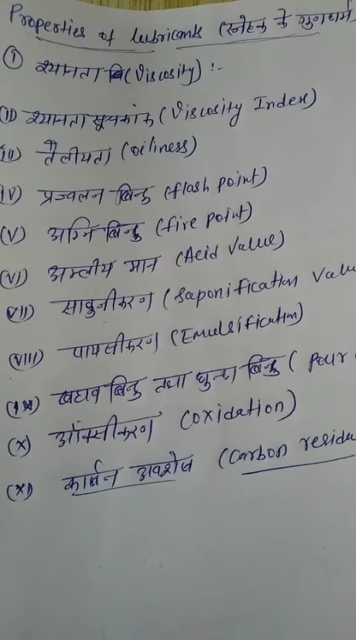 Properties of lubricants (स्नेहक के गुणधर्म
(I) श्यानता वि (Viscosity) :-
(II) श्यानता सूचकांक (Viscosity Index)
(III) तैलीयता (oiliness)
(IV) प्रज्वलन बिन्दु (flash point)
(V) अग्नि बिन्दु (fire point)
(VI) अम्लीय मान (Acid Value)
(VII) साबुनीकरण (Saponification Value
(VIII) पायसीकरण (Emulsification)
(IX) बहाव बिन्दु तथा बिन्दु (Pour
(X) ऑक्सीकरण (oxidation)
(XI) कार्बन अवशेष (Carbon reside